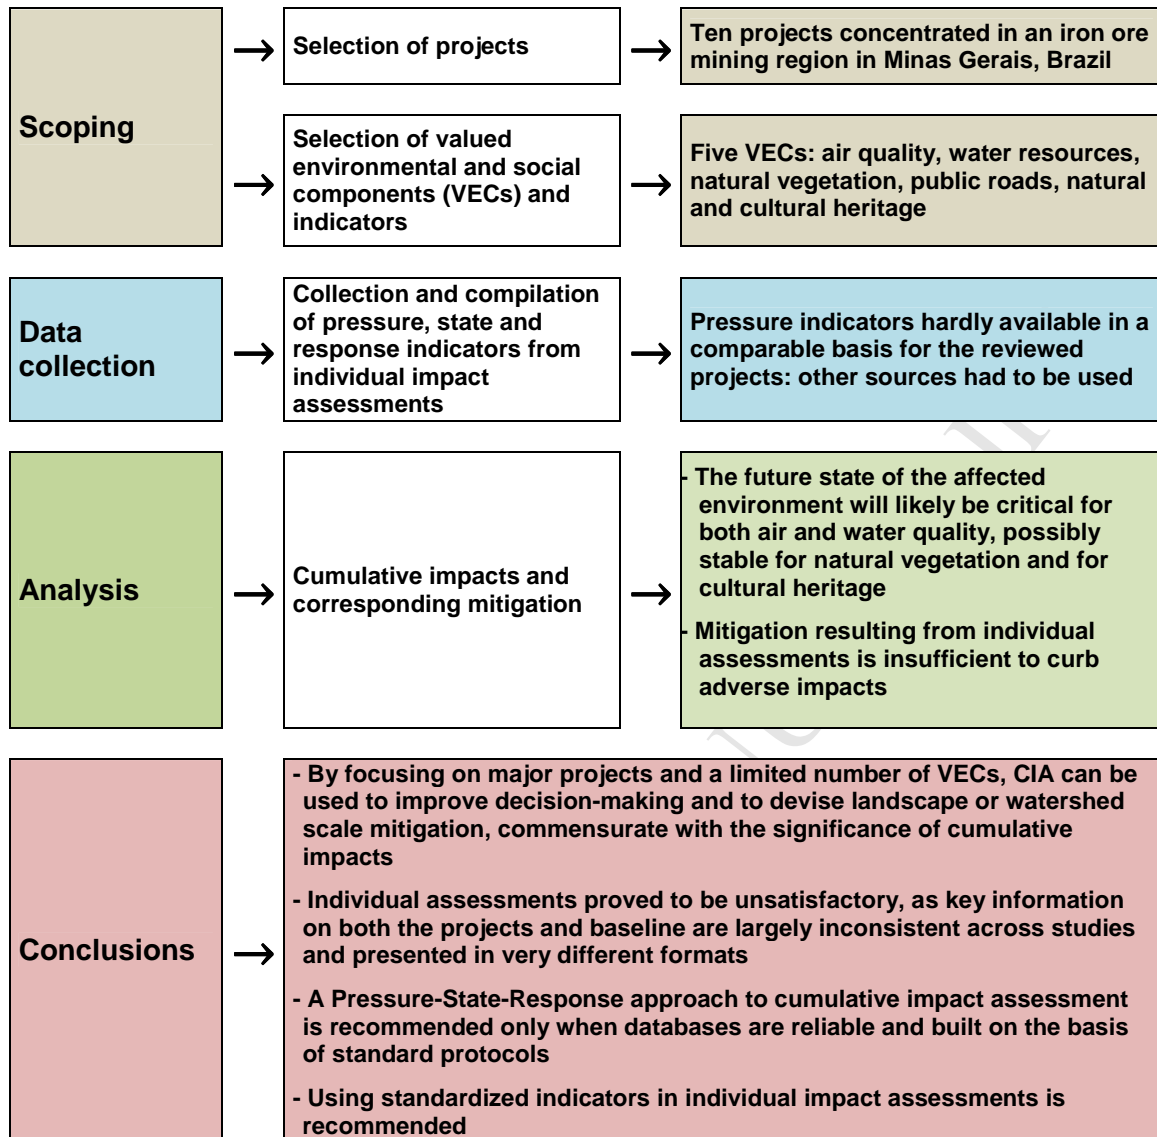 Scoping
Selection of projects
Ten projects concentrated in an iron ore
mining region in Minas Gerais, Brazil
Selection of valued
environmental and social
components (VECs) and
indicators
Five VECs: air quality, water resources,
natural vegetation, public roads, natural
and cultural heritage
Data
collection
Collection and compilation
of pressure, state and
response indicators from
individual impact
assessments
Pressure indicators hardly available in a
comparable basis for the reviewed
projects: other sources had to be used
Analysis
Cumulative impacts and
corresponding mitigation
- The future state of the affected
environment will likely be critical for
both air and water quality, possibly
stable for natural vegetation and for
cultural heritage
- Mitigation resulting from individual
assessments is insufficient to curb
adverse impacts
Conclusions
- By focusing on major projects and a limited number of VECs, CIA can be
used to improve decision-making and to devise landscape or watershed
scale mitigation, commensurate with the significance of cumulative
impacts
- Individual assessments proved to be unsatisfactory, as key information
on both the projects and baseline are largely inconsistent across studies
and presented in very different formats
- A Pressure-State-Response approach to cumulative impact assessment
is recommended only when databases are reliable and built on the basis
of standard protocols
- Using standardized indicators in individual impact assessments is
recommended